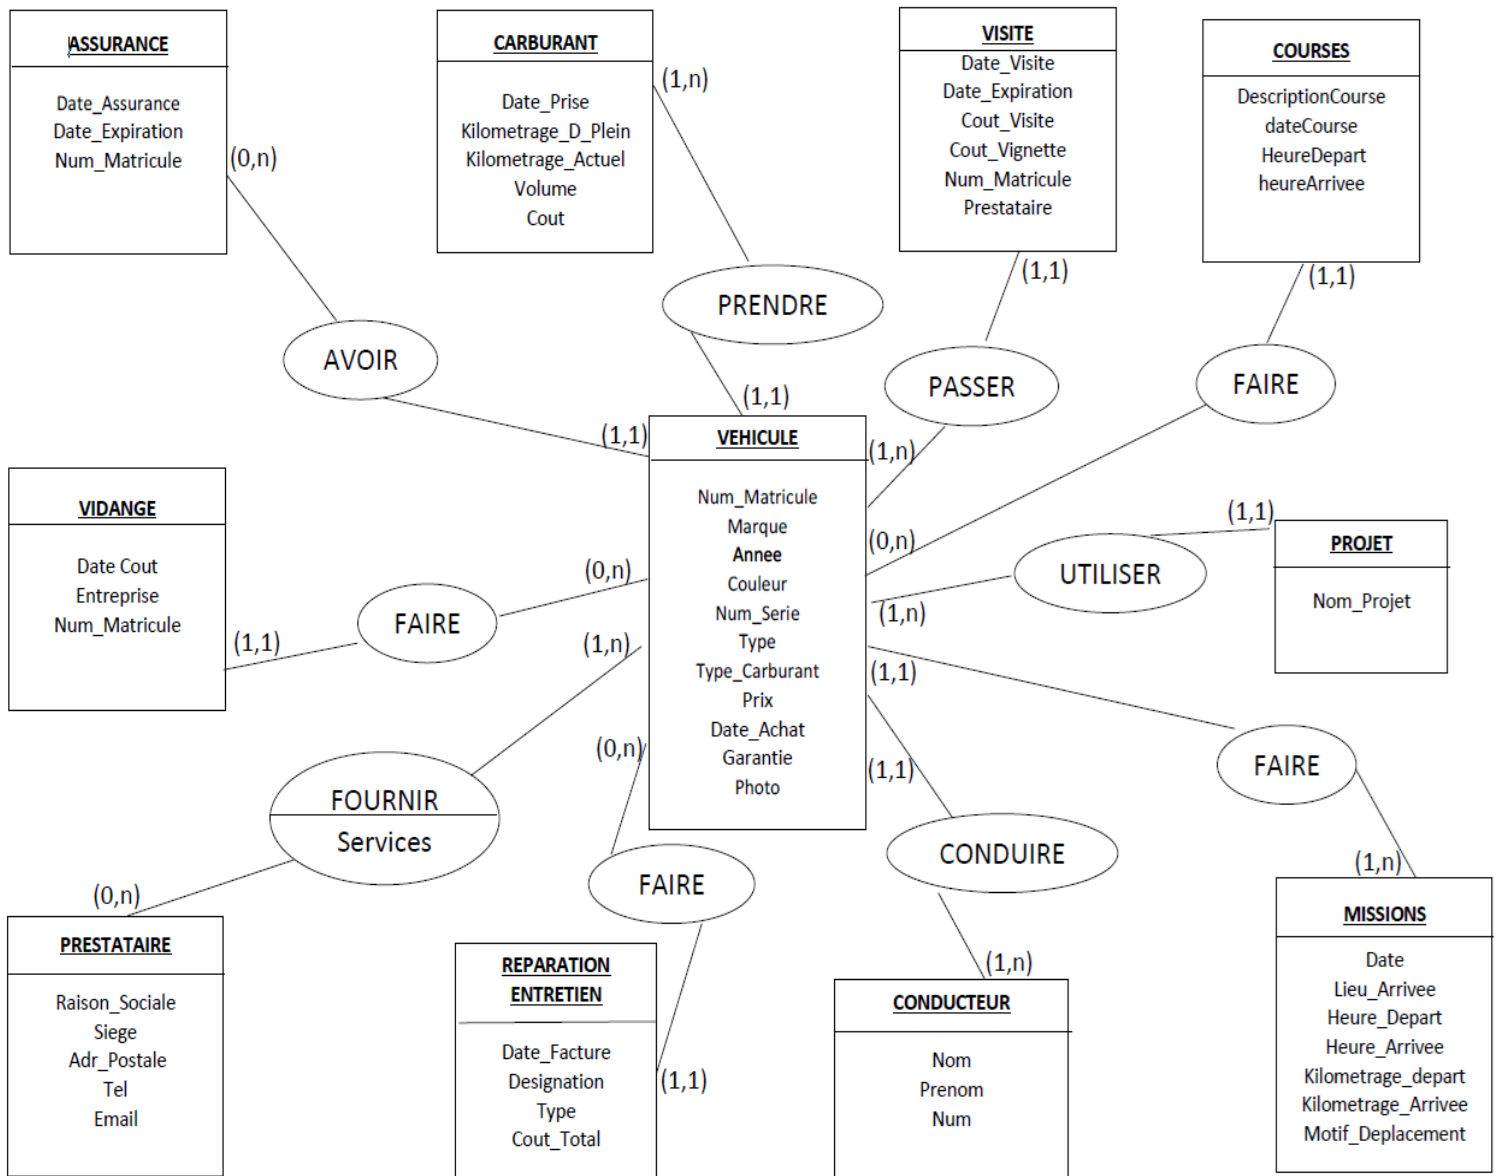 ASSURANCE
Date_Assurance
Date_Expiration
Num_Matricule
(0,n)
CARBURANT
Date_Prise
Kilometrage_D_Plein
Kilometrage_Actuel
Volume
Cout
(1,n)
VISITE
Date_Visite
Date_Expiration
Cout_Visite
Cout_Vignette
Num_Matricule
Prestataire
(1,1)
COURSES
DescriptionCourse
dateCourse
HeureDepart
heureArrivee
(1,1)
AVOIR
PRENDRE
PASSER
FAIRE
(1,1)
(1,1)
(1,n)
(0,n)
VEHICULE
Num_Matricule
Marque
Annee
Couleur
Num_Serie
Type
Type_Carburant
Prix
Date_Achat
Garantie
Photo
VIDANGE
Date Cout
Entreprise
Num_Matricule
(1,1)
FAIRE
(0,n)
UTILISER
(1,n)
(1,1)
PROJET
Nom_Projet
(1,n)
(1,1)
(0,n)
(1,1)
FOURNIR
Services
FAIRE
CONDUIRE
FAIRE
(0,n)
(1,1)
(1,n)
(1,n)
PRESTATAIRE
Raison_Sociale
Siege
Adr_Postale
Tel
Email
REPARATION
ENTRETIEN
Date_Facture
Designation
Type
Cout_Total
CONDUCTEUR
Nom
Prenom
Num
MISSIONS
Date
Lieu_Arrivee
Heure_Depart
Heure_Arrivee
Kilometrage_depart
Kilometrage_Arrivee
Motif_Deplacement